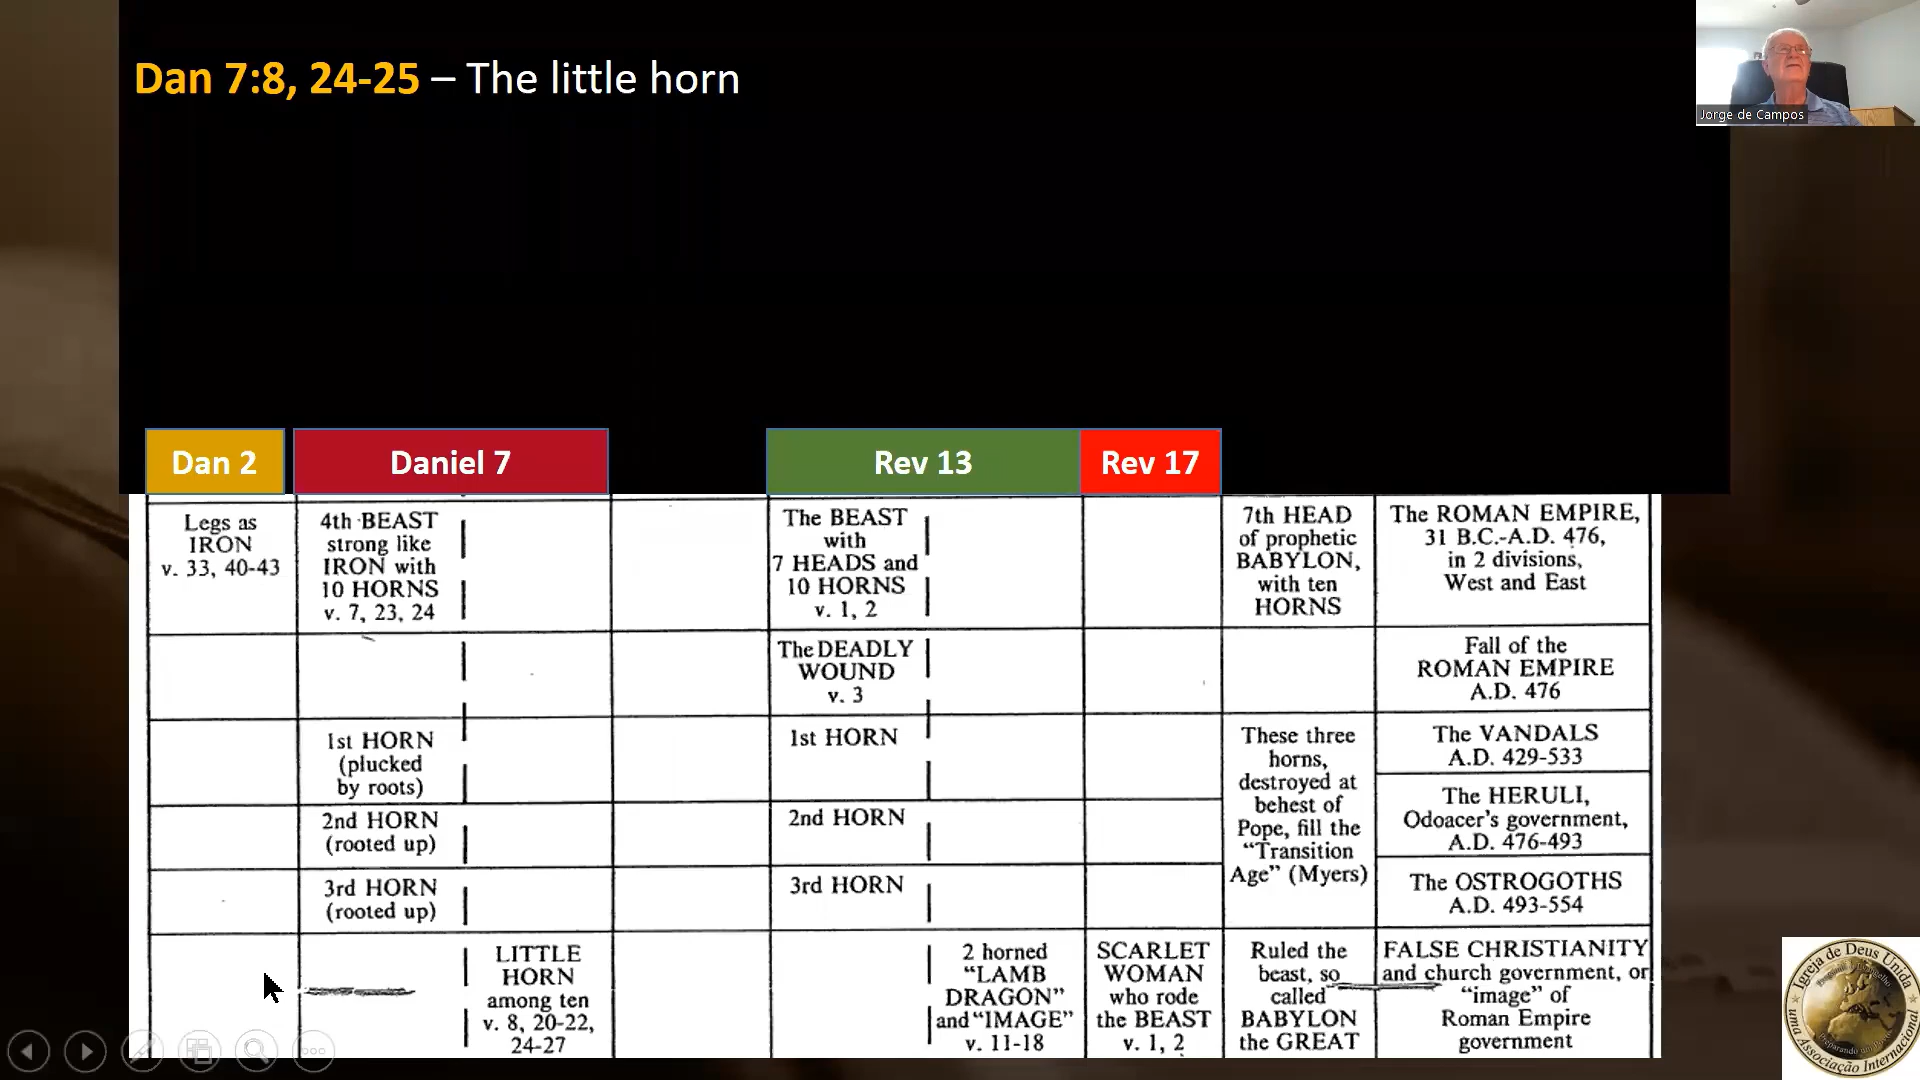 Dan 7:8, 24-25 – The little horn
Jorge de Campos
Dan 2
Daniel 7
Rev 13
Rev 17
Legs as
IRON
v. 33, 40-43
4th BEAST
strong like
IRON with
10 HORNS
v. 7, 23, 24
The BEAST
with
7 HEADS and
10 HORNS
v. 1, 2
7th HEAD
of prophetic
BABYLON,
with ten
HORNS
The ROMAN EMPIRE,
31 B.C.-A.D. 476,
in 2 divisions,
West and East
The DEADLY
WOUND
v. 3
Fall of the
ROMAN EMPIRE
A.D. 476
1st HORN
(plucked
by roots)
1st HORN
These three
horns,
destroyed at
behest of
Pope, fill the
“Transition
Age” (Myers)
The VANDALS
A.D. 429-533
2nd HORN
(rooted up)
2nd HORN
The HERULI,
Odoacer’s government,
A.D. 476-493
3rd HORN
(rooted up)
3rd HORN
The OSTROGOTHS
A.D. 493-554
LITTLE
HORN
among ten
v. 8, 20-22,
24-27
2 horned
“LAMB
DRAGON”
and “IMAGE”
v. 11-18
SCARLET
WOMAN
who rode
the BEAST
v. 1, 2
Ruled the
beast, so
called
BABYLON
the GREAT
FALSE CHRISTIANITY
and church government, or
“image” of
Roman Empire
government
Igreja de Deus Unida
uma Associação Internacional